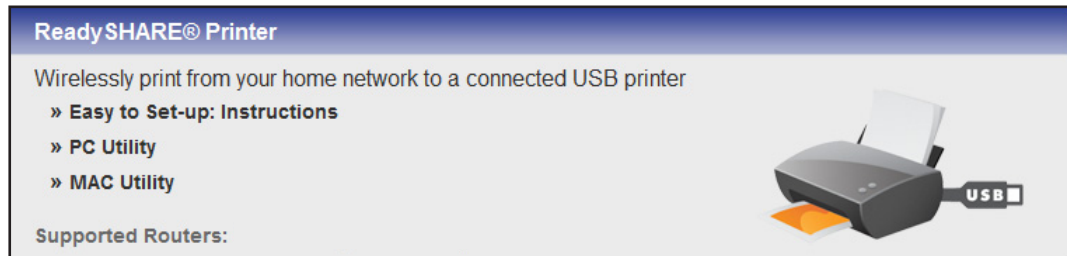 ReadySHARE® Printer
Wirelessly print from your home network to a connected USB printer
» Easy to Set-up: Instructions
» PC Utility
» MAC Utility
USB
Supported Routers: